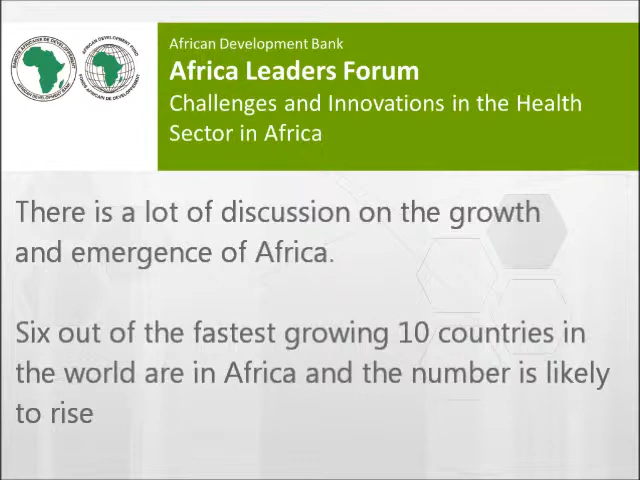 African Development Bank
Africa Leaders Forum
Challenges and Innovations in the Health
Sector in Africa
There is a lot of discussion on the growth
and emergence of Africa.
Six out of the fastest growing 10 countries in
the world are in Africa and the number is likely
to rise